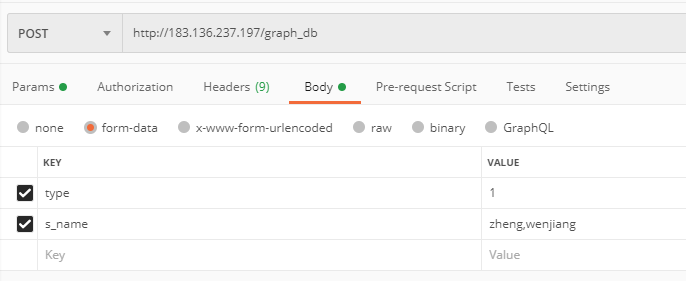 POST http://183.136.237.197/graph_db
Params Authorization Headers (9) Body Pre-request Script Tests Settings
none form-data x-www-form-urlencoded raw binary GraphQL
KEY VALUE
type 1
s_name zheng,wenjiang
Key Value